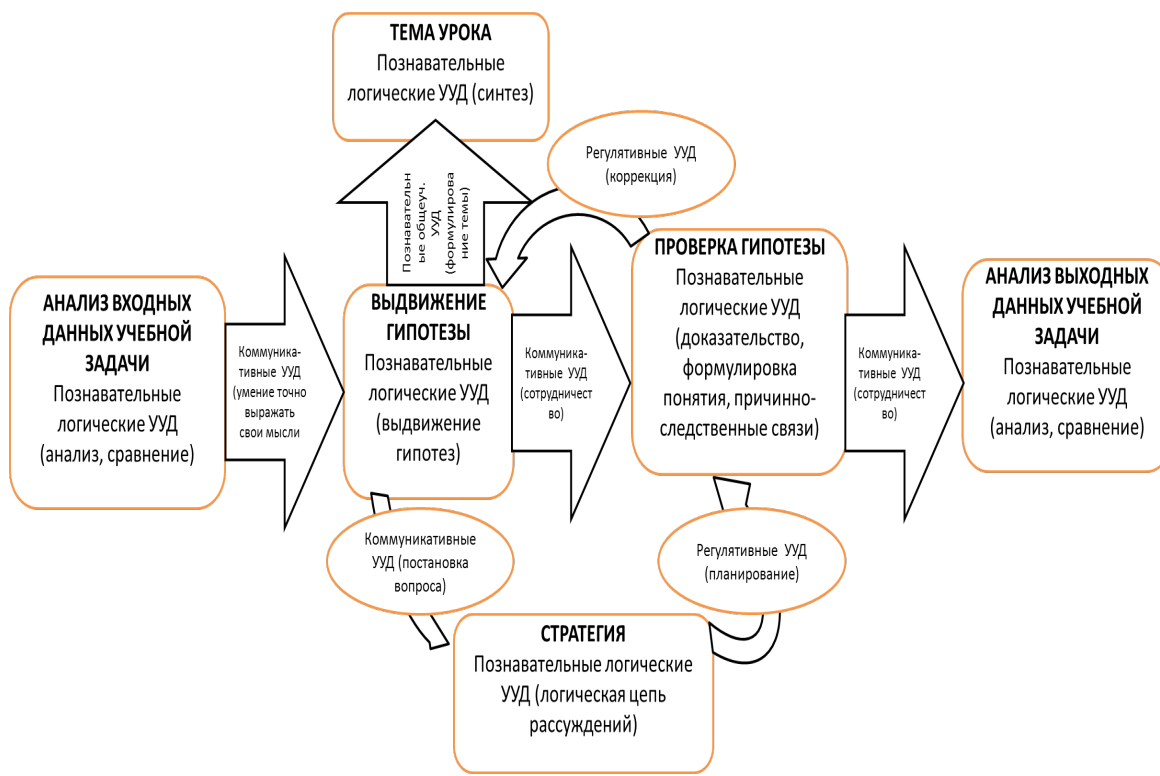 ТЕМА УРОКА
Познавательные
логические УУД (синтез)
Регулятивные УУД
(коррекция)
Познавательн
ые общеуч.
УУД
(формулирова
ние темы)
АНАЛИЗ ВХОДНЫХ
ДАННЫХ УЧЕБНОЙ
ЗАДАЧИ
Познавательные
логические УУД
(анализ, сравнение)
Коммуника-
тивные УУД
(умение точно
выражать
свои мысли
ВЫДВИЖЕНИЕ
ГИПОТЕЗЫ
Познавательные
логические УУД
(выдвижение
гипотез)
Коммуника-
тивные УУД
(сотрудничест
во)
ПРОВЕРКА ГИПОТЕЗЫ
Познавательные
логические УУД
(доказательство,
формулировка
понятия, причинно-
следственные связи)
Коммуника-
тивные УУД
(сотрудничест
во)
АНАЛИЗ ВЫХОДНЫХ
ДАННЫХ УЧЕБНОЙ
ЗАДАЧИ
Познавательные
логические УУД
(анализ, сравнение)
Коммуникативные
УУД (постановка
вопроса)
Регулятивные УУД
(планирование)
СТРАТЕГИЯ
Познавательные логические
УУД (логическая цепь
рассуждений)